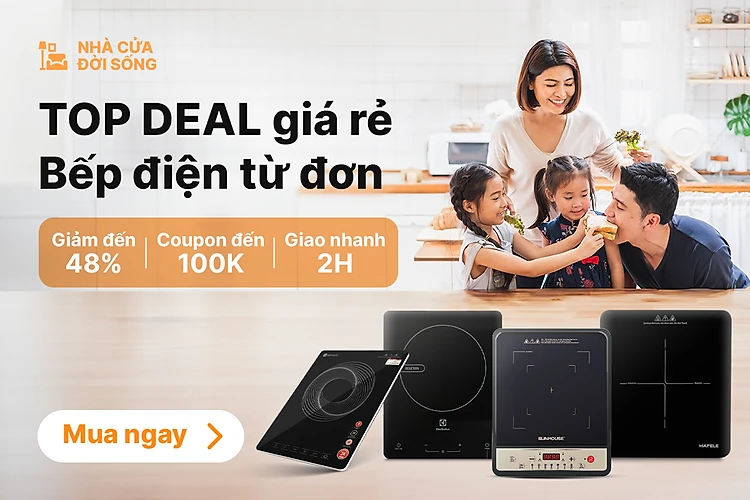 NHÀ CỬA
ĐỜI SỐNG
TOP DEAL giá rẻ
Bếp điện từ đơn
Giảm đến
48%
Coupon đến
100K
Giao nhanh
2H
Mua ngay
Electrolux
SUNHOUSE
HÄFELE